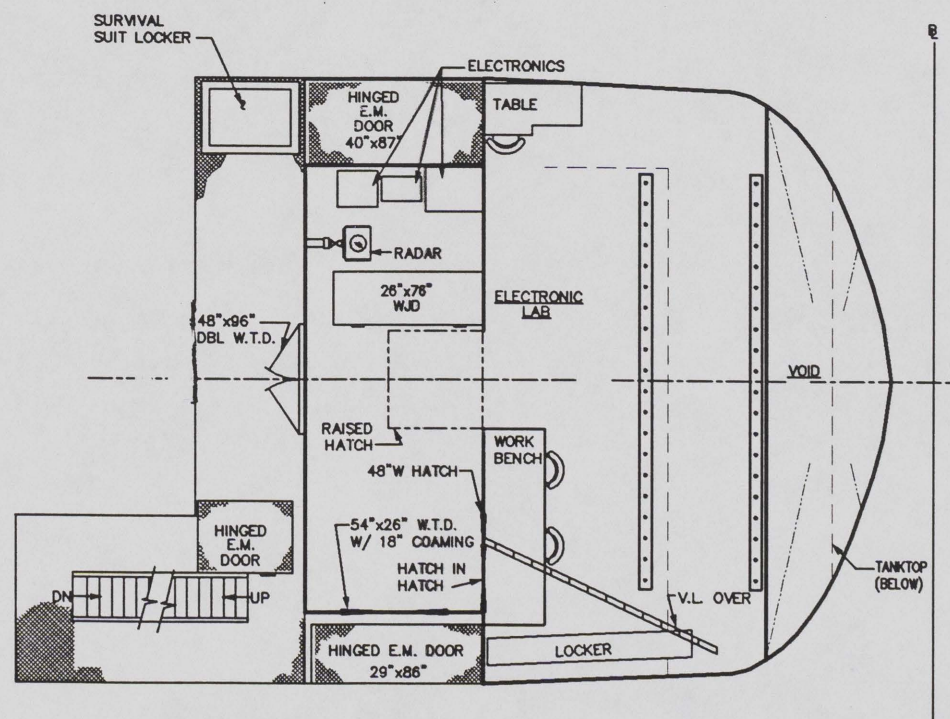 SURVIVAL
SUIT LOCKER
ELECTRONICS
HINGED
E.M.
DOOR
40"x87"
TABLE
RADAR
26"x76"
WJD
ELECTRONIC
LAB
48"x96"
DBL W.T.D.
VOID
RAISED
HATCH
WORK
BENCH
48"W HATCH
54"x26" W.T.D.
W/ 18" COAMING
HINGED
E.M.
DOOR
HATCH IN
HATCH
TANKTOP
(BELOW)
DN
UP
V.L. OVER
HINGED E.M. DOOR
29"x86"
LOCKER